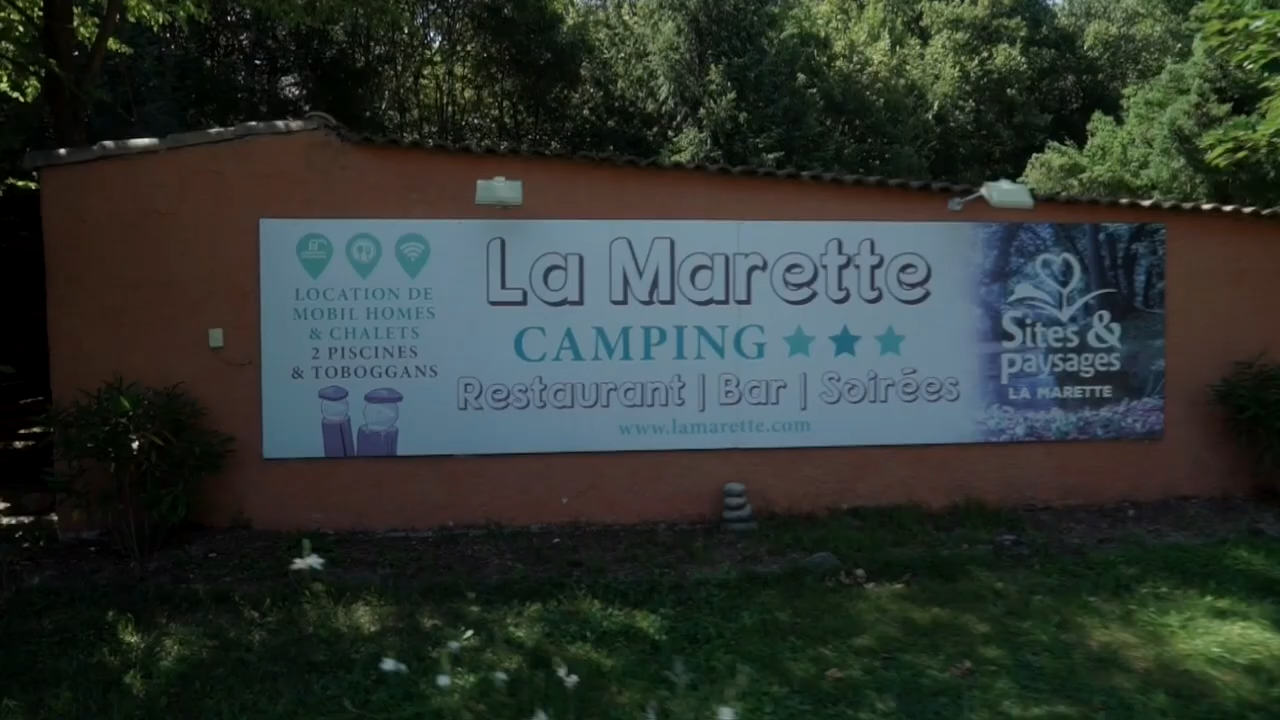 LOCATION DE
MOBIL HOMES
& CHALETS
2 PISCINES
& TOBOGGANS
La Marette
CAMPING
Restaurant | Bar | Soirées
www.lamarette.com
Sites &
Paysages
LA MARETTE